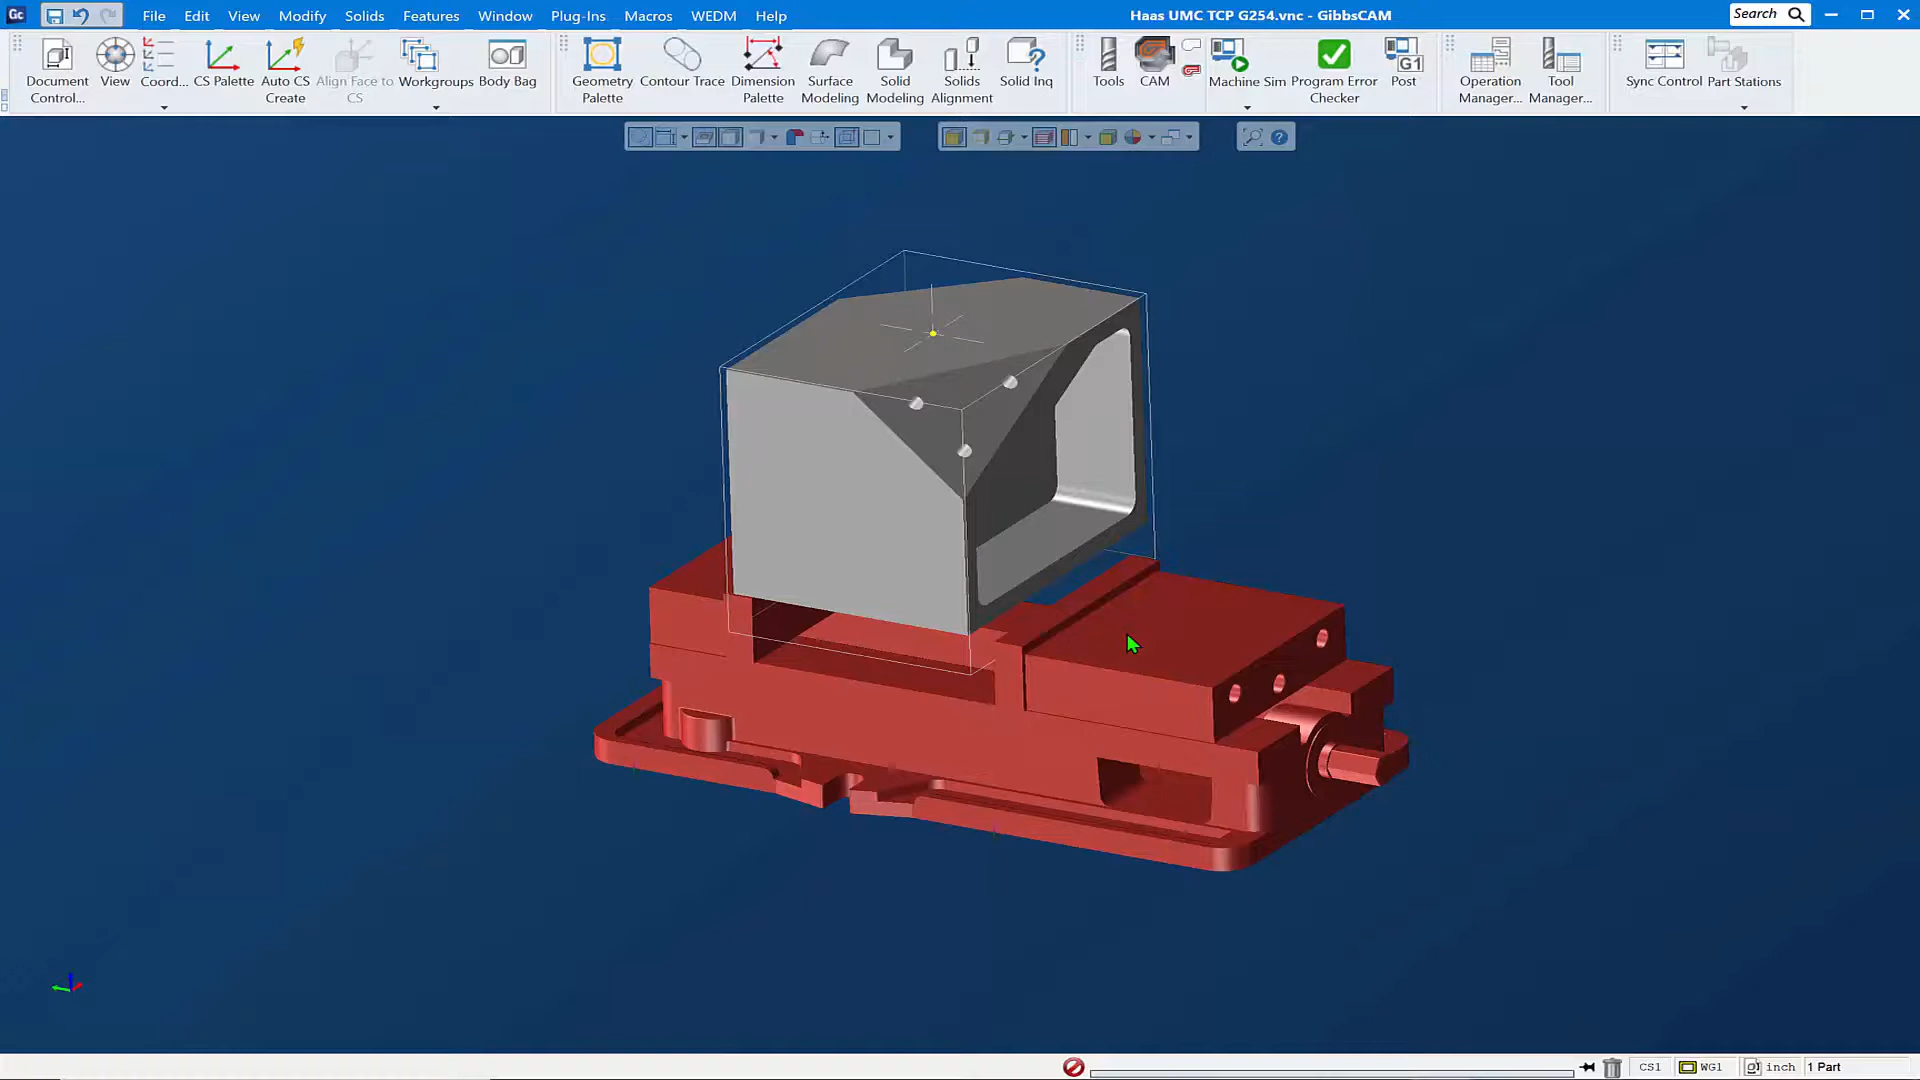 Gc File Edit View Modify Solids Features Window Plug-Ins Macros WEDM Help Haas UMC TCP G254.vnc - GibbsCAM Search
Document Control... View Coord... CS Palette Auto CS Create Align Face to CS Workgroups Body Bag Geometry Palette Contour Trace Dimension Palette Surface Modeling Solid Modeling Solids Alignment Solid Inq Tools CAM Machine Sim Program Error Checker G1 Post Operation Manager... Tool Manager... Sync Control Part Stations
CS1 WG1 inch 1 Part